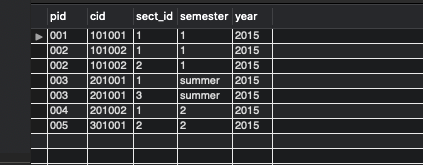 pid cid sect_id semester year
001 101001 1 1 2015
002 101002 1 1 2015
002 101002 2 1 2015
003 201001 1 summer 2015
003 201001 3 summer 2015
004 201002 1 2 2015
005 301001 2 2 2015